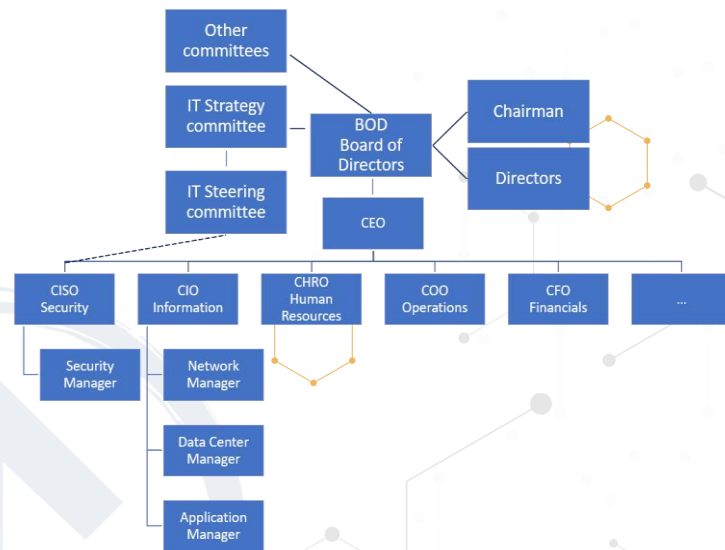 Other
committees
IT Strategy
committee
BOD
Board of
Directors
Chairman
Directors
IT Steering
committee
CEO
CISO
Security
CIO
Information
CHRO
Human
Resources
COO
Operations
CFO
Financials
...
Security
Manager
Network
Manager
Data Center
Manager
Application
Manager